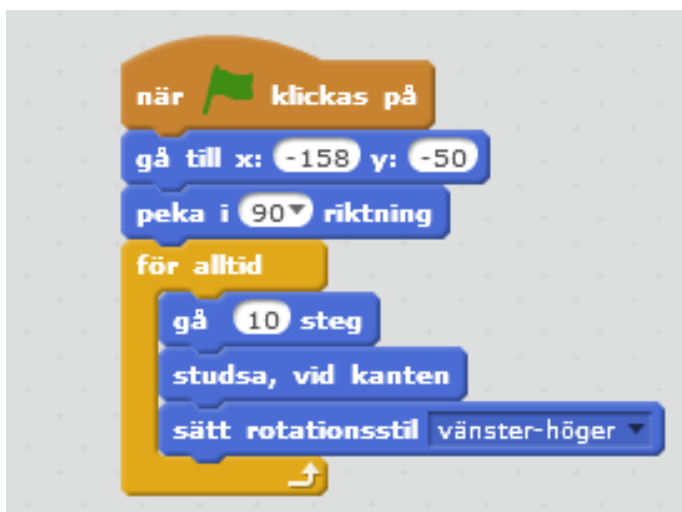 när klickas på
gå till x: -158 y: -50
peka i 90 riktning
för alltid
gå 10 steg
studsa, vid kanten
sätt rotationsstil vänster-höger